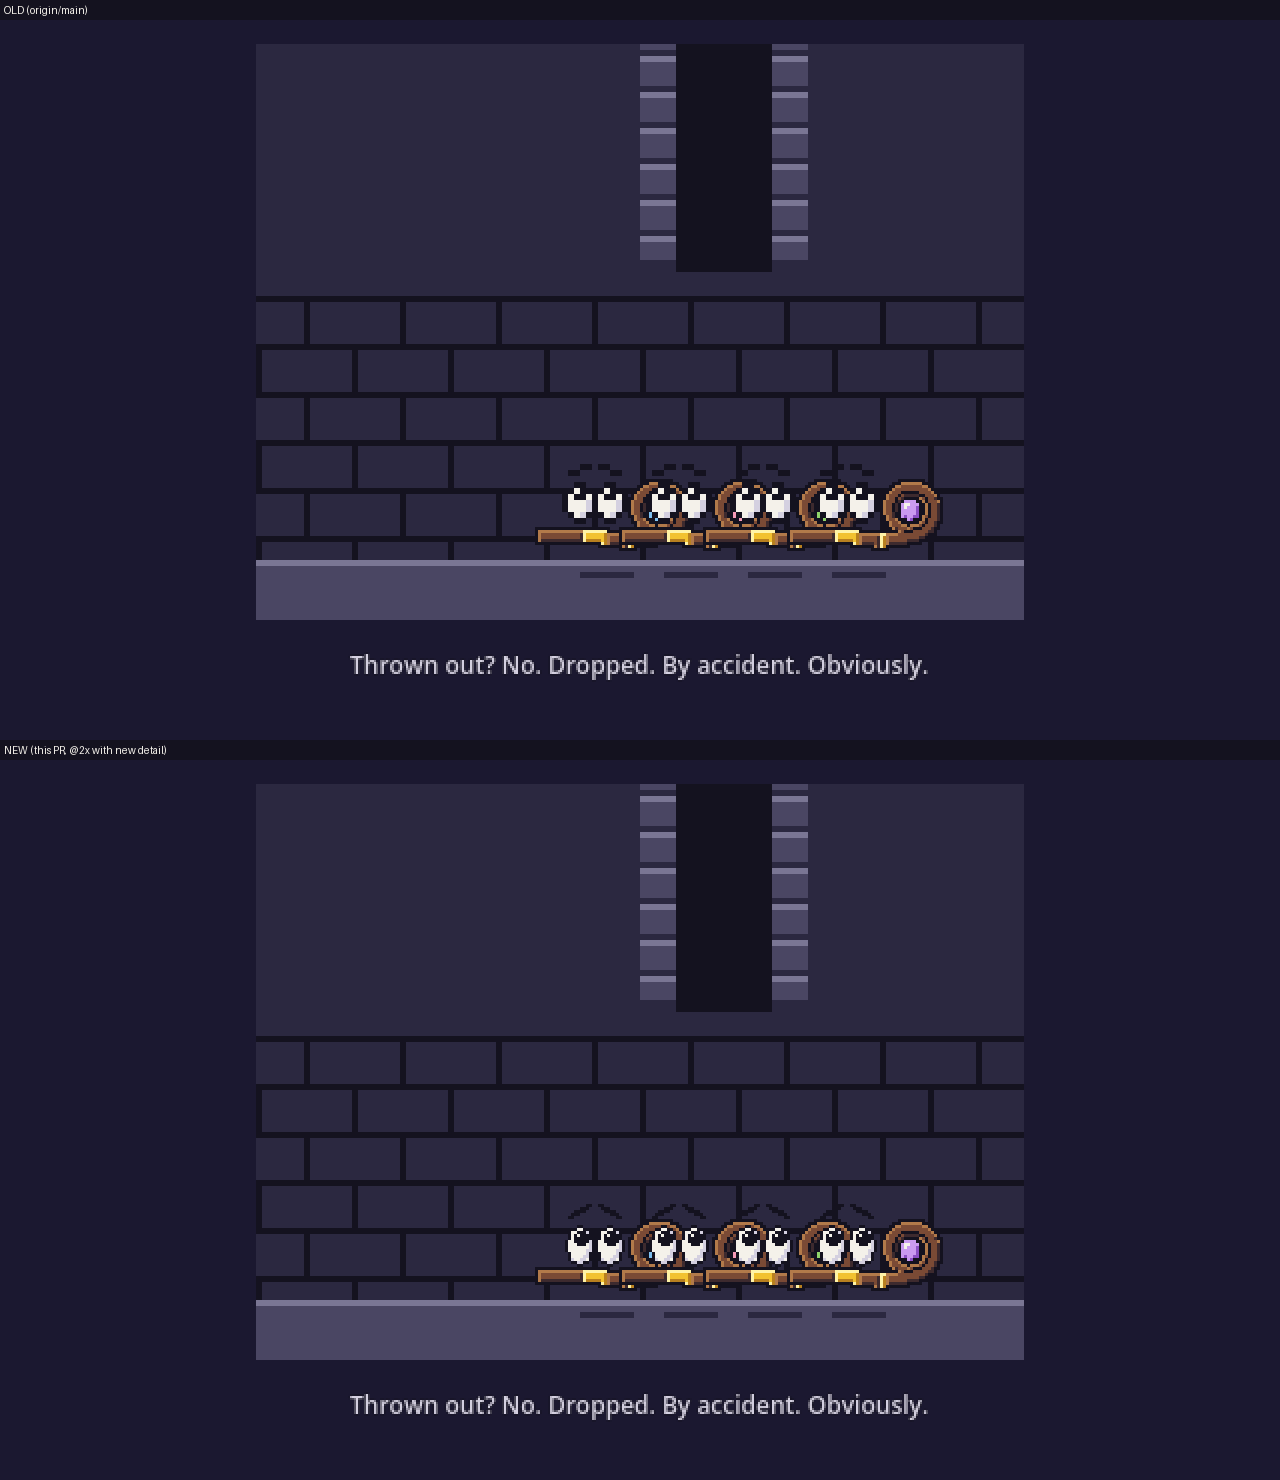 OLD (origin/main)
Thrown out? No. Dropped. By accident. Obviously.
NEW (this PR, @2x with new detail)
Thrown out? No. Dropped. By accident. Obviously.